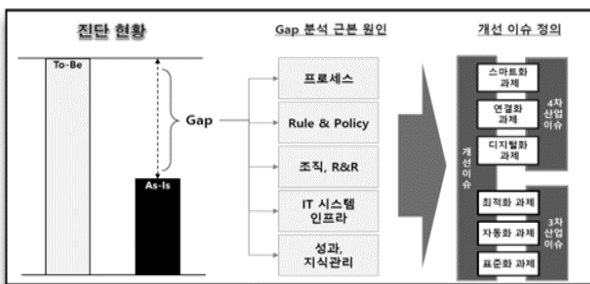 진단 현황
To-Be
As-Is
Gap
Gap 분석 근본 원인
프로세스
Rule & Policy
조직, R&R
IT 시스템
인프라
성과,
지식관리
개선 이슈 정의
개선이슈
스마트화
과제
연결화
과제
디지털화
과제
4차
산업
이슈
최적화 과제
자동화 과제
표준화 과제
3차
산업
이슈